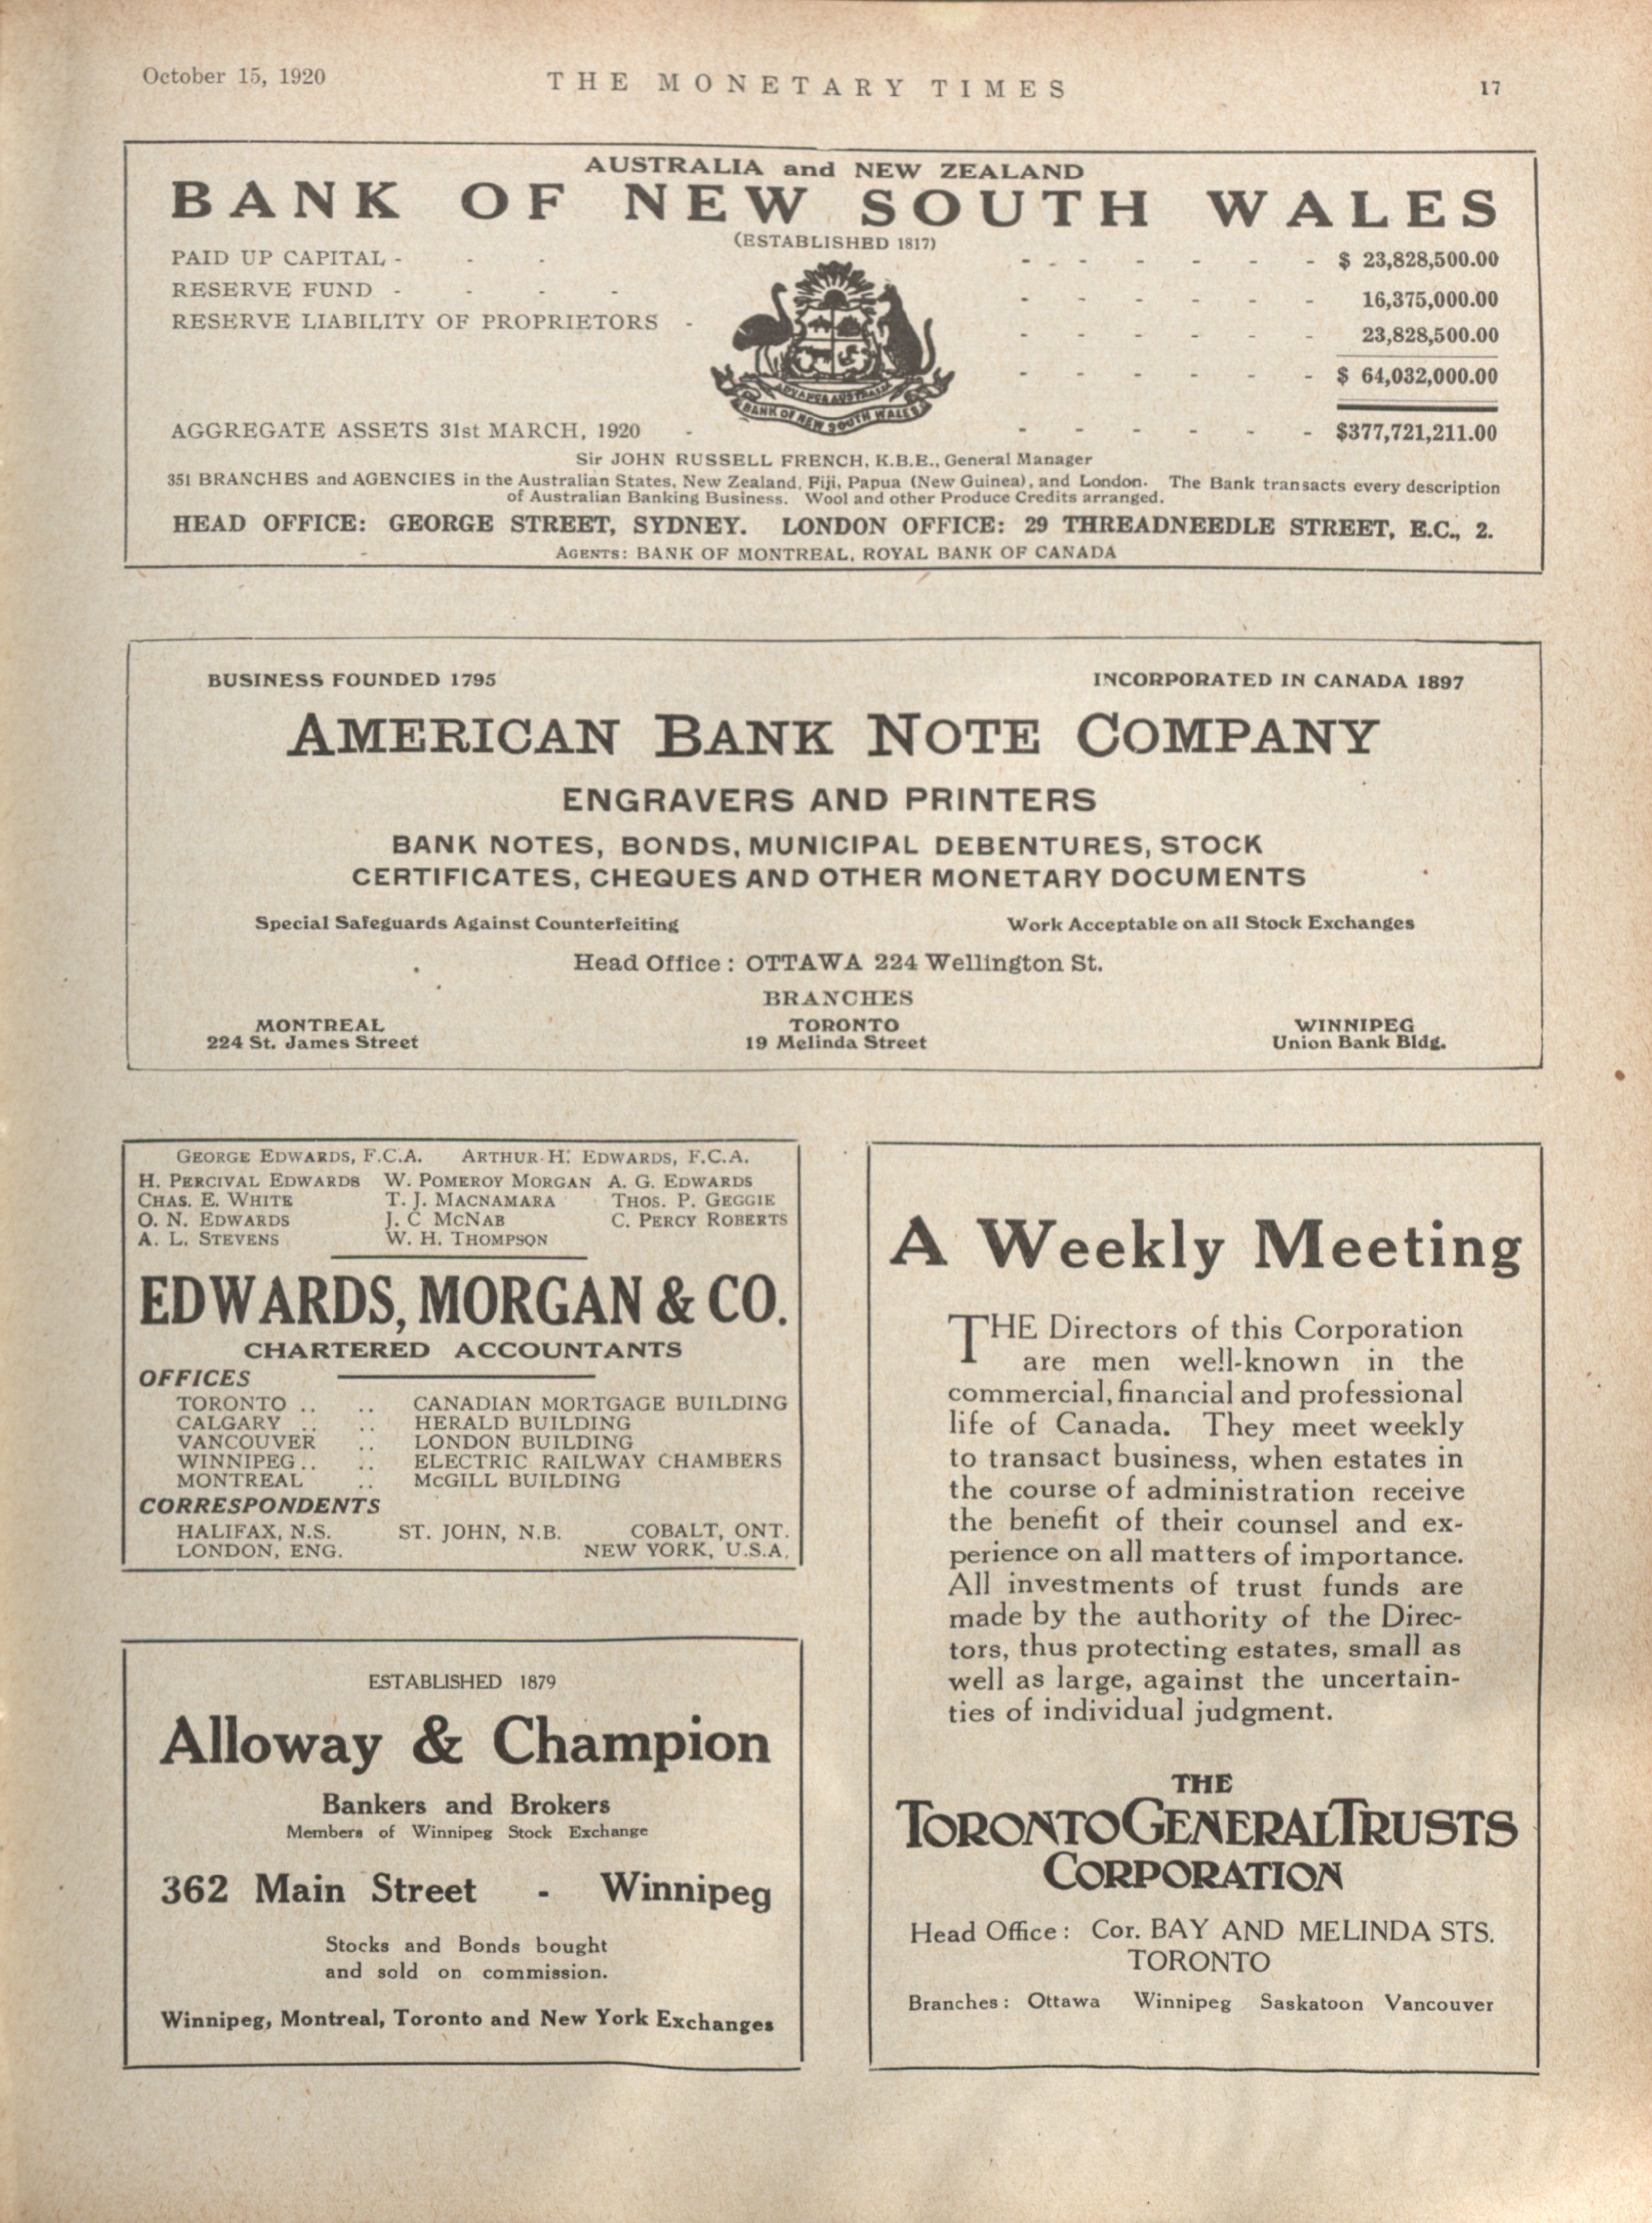 October 15, 1920
THE MONETARY TIMES
17
AUSTRALIA and NEW ZEALAND
BANK OF NEW SOUTH WALES
(ESTABLISHED 1817)
PAID UP CAPITAL - - - - - - - - - $ 23,828,500.00
RESERVE FUND - - - - - - - - - - 16,375,000.00
RESERVE LIABILITY OF PROPRIETORS - - - - - - - 23,828,500.00
- - - - - - $ 64,032,000.00
ADVANCE AUSTRALIA
BANK OF NEW SOUTH WALES
AGGREGATE ASSETS 31st MARCH, 1920 - - - - - - - $377,721,211.00
Sir JOHN RUSSELL FRENCH, K.B.E., General Manager
351 BRANCHES and AGENCIES in the Australian States, New Zealand, Fiji, Papua (New Guinea), and London. The Bank transacts every description
of Australian Banking Business. Wool and other Produce Credits arranged.
HEAD OFFICE: GEORGE STREET, SYDNEY. LONDON OFFICE: 29 THREADNEEDLE STREET, E.C., 2.
AGENTS: BANK OF MONTREAL, ROYAL BANK OF CANADA
BUSINESS FOUNDED 1795
INCORPORATED IN CANADA 1897
AMERICAN BANK NOTE COMPANY
ENGRAVERS AND PRINTERS
BANK NOTES, BONDS, MUNICIPAL DEBENTURES, STOCK
CERTIFICATES, CHEQUES AND OTHER MONETARY DOCUMENTS
Special Safeguards Against Counterfeiting
Work Acceptable on all Stock Exchanges
Head Office : OTTAWA 224 Wellington St.
BRANCHES
MONTREAL
224 St. James Street
TORONTO
19 Melinda Street
WINNIPEG
Union Bank Bldg.
GEORGE EDWARDS, F.C.A. ARTHUR H. EDWARDS, F.C.A.
H. PERCIVAL EDWARDS W. POMEROY MORGAN A. G. EDWARDS
CHAS. E. WHITE T. J. MACNAMARA THOS. P. GEGGIE
O. N. EDWARDS J. C McNAB C. PERCY ROBERTS
A. L. STEVENS W. H. THOMPSON
EDWARDS, MORGAN & CO.
CHARTERED ACCOUNTANTS
OFFICES
TORONTO .. .. CANADIAN MORTGAGE BUILDING
CALGARY .. .. HERALD BUILDING
VANCOUVER .. LONDON BUILDING
WINNIPEG .. .. ELECTRIC RAILWAY CHAMBERS
MONTREAL .. McGILL BUILDING
CORRESPONDENTS
HALIFAX, N.S. ST. JOHN, N.B. COBALT, ONT.
LONDON, ENG. NEW YORK, U.S.A.
ESTABLISHED 1879
Alloway & Champion
Bankers and Brokers
Members of Winnipeg Stock Exchange
362 Main Street - Winnipeg
Stocks and Bonds bought
and sold on commission.
Winnipeg, Montreal, Toronto and New York Exchanges
A Weekly Meeting
THE Directors of this Corporation
are men well-known in the
commercial, financial and professional
life of Canada. They meet weekly
to transact business, when estates in
the course of administration receive
the benefit of their counsel and ex-
perience on all matters of importance.
All investments of trust funds are
made by the authority of the Direc-
tors, thus protecting estates, small as
well as large, against the uncertain-
ties of individual judgment.
THE
TORONTO GENERAL TRUSTS
CORPORATION
Head Office : Cor. BAY AND MELINDA STS.
TORONTO
Branches : Ottawa Winnipeg Saskatoon Vancouver